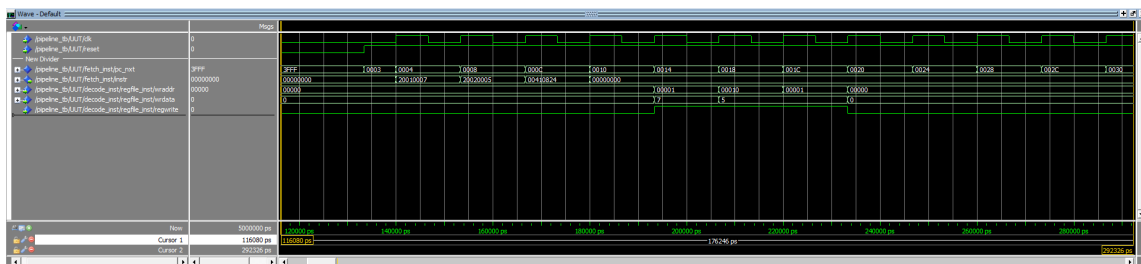 Wave - Default
Msgs
/pipeline_tb/UUT/clk 0
/pipeline_tb/UUT/reset 0
New Divider
/pipeline_tb/UUT/fetch_inst/pc_nxt 3FFF 3FFF 0003 0004 0008 000C 0010 0014 0018 001C 0020 0024 0028 002C 0030
/pipeline_tb/UUT/fetch_inst/instr 00000000 00000000 20010007 20020005 00410824 00000000
/pipeline_tb/UUT/decode_inst/regfile_inst/wraddr 00000 00000 00001 00010 00001 00000
/pipeline_tb/UUT/decode_inst/regfile_inst/wrdata 0 0 7 5 0
/pipeline_tb/UUT/decode_inst/regfile_inst/regwrite 0
Now 5000000 ps 120000 ps 140000 ps 160000 ps 180000 ps 200000 ps 220000 ps 240000 ps 260000 ps 280000 ps
Cursor 1 116080 ps 116080 ps 176246 ps
Cursor 2 292326 ps 292326 ps